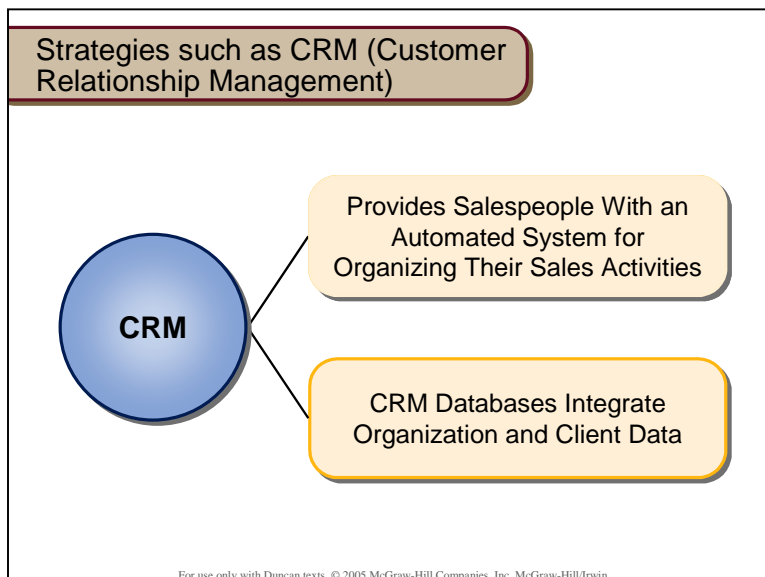 Strategies such as CRM (Customer
Relationship Management)
Provides Salespeople With an
Automated System for
Organizing Their Sales Activities
CRM
CRM Databases Integrate
Organization and Client Data
For use only with Duncan texts. © 2005 McGraw-Hill Companies, Inc. McGraw-Hill/Irwin